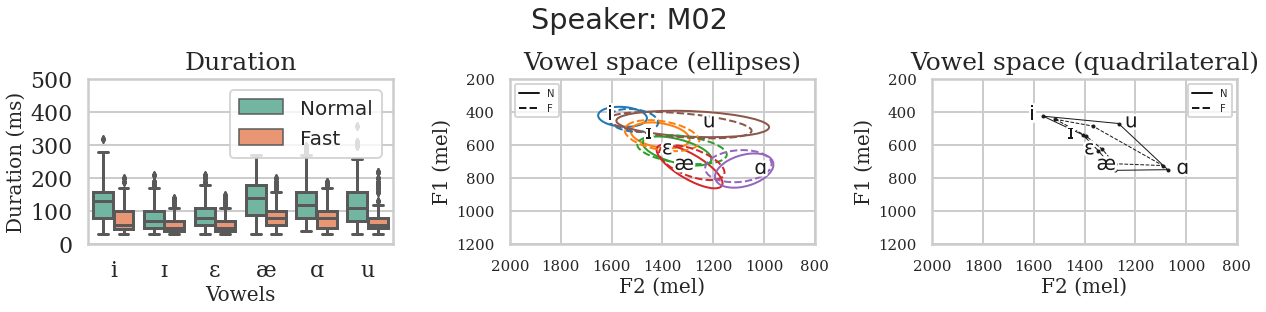 Speaker: M02
Duration
Duration (ms)
500
400
300
200
100
0
Normal
Fast
i ɪ ɛ æ ɑ u
Vowels
Vowel space (ellipses)
F1 (mel)
200
400
600
800
1000
1200
N
F
i
ɪ
u
ɛ
æ
ɑ
2000 1800 1600 1400 1200 1000 800
F2 (mel)
Vowel space (quadrilateral)
F1 (mel)
200
400
600
800
1000
1200
N
F
i
u
ɪ
ɛ
æ
ɑ
2000 1800 1600 1400 1200 1000 800
F2 (mel)